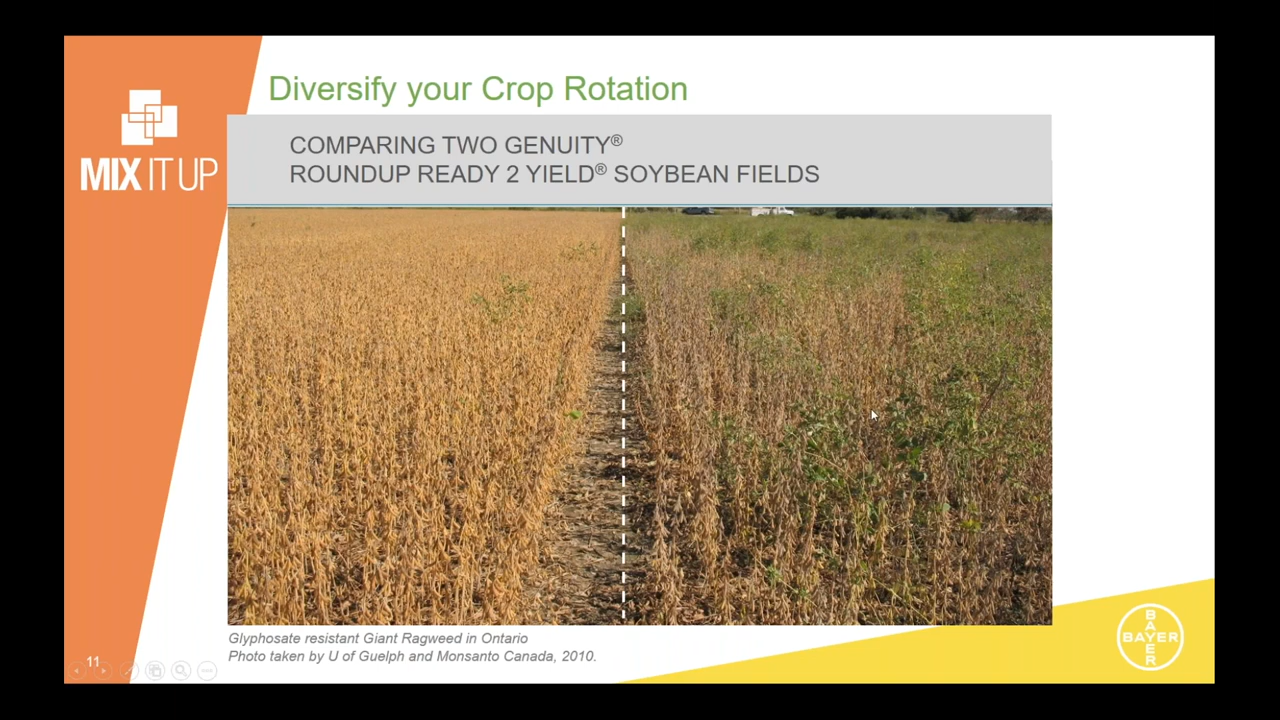 Diversify your Crop Rotation
COMPARING TWO GENUITY®
ROUNDUP READY 2 YIELD® SOYBEAN FIELDS
MIX IT UP
Glyphosate resistant Giant Ragweed in Ontario
Photo taken by U of Guelph and Monsanto Canada, 2010.
11
BAYER
BAYER